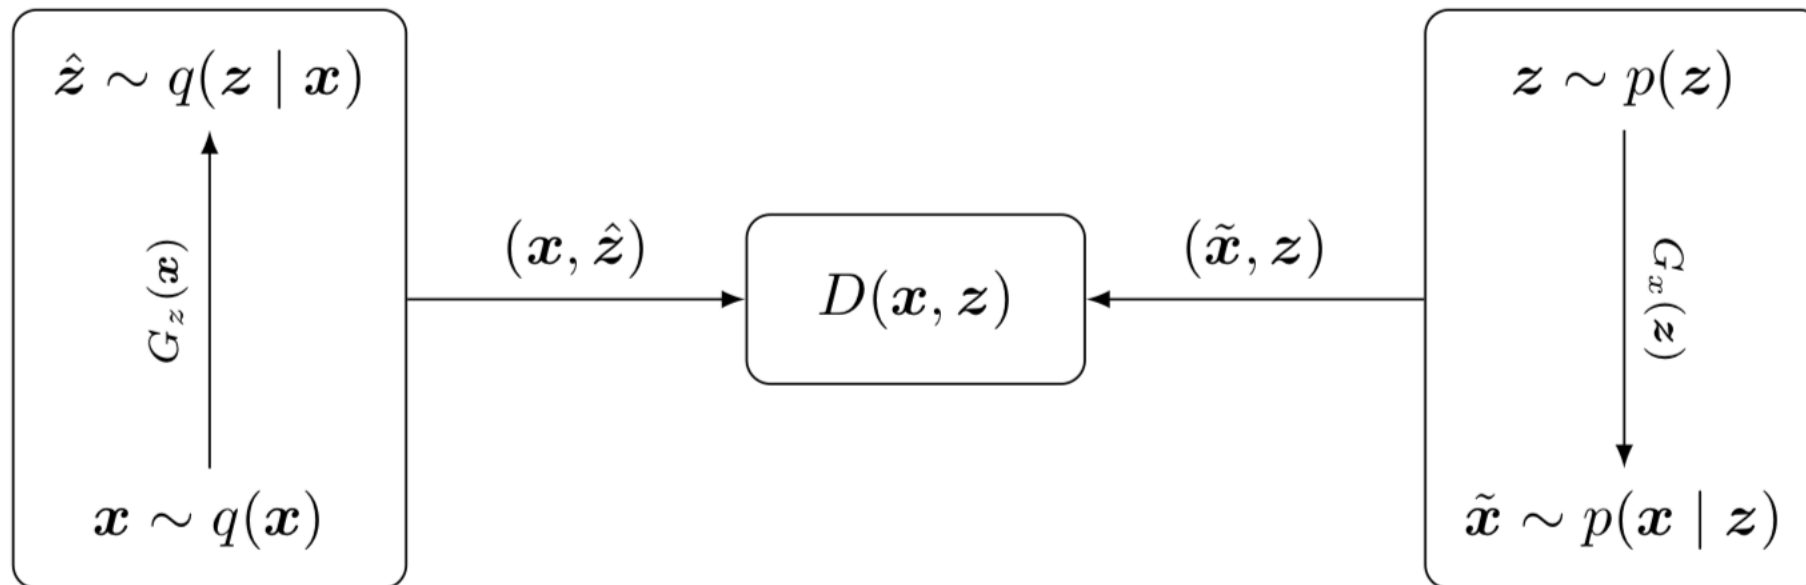 ẑ ∼ q(z | x)
G_z(x)
x ∼ q(x)
(x, ẑ)
D(x, z)
(x̃, z)
z ∼ p(z)
G_x(z)
x̃ ∼ p(x | z)